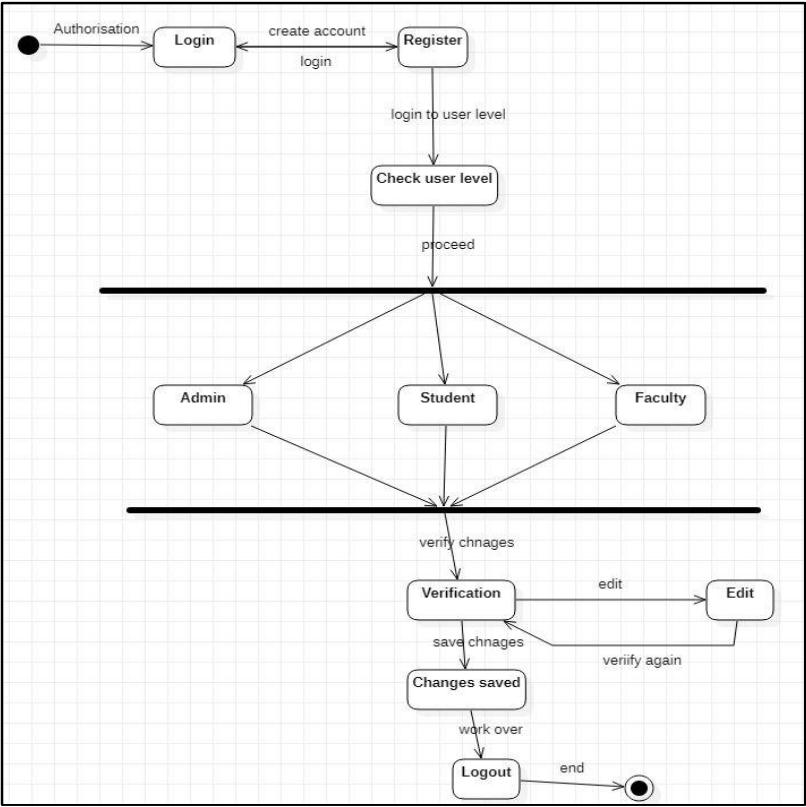 Authorisation
Login
create account
login
Register
login to user level
Check user level
proceed
Admin
Student
Faculty
verify chnages
Verification
edit
Edit
veriify again
save chnages
Changes saved
work over
Logout
end